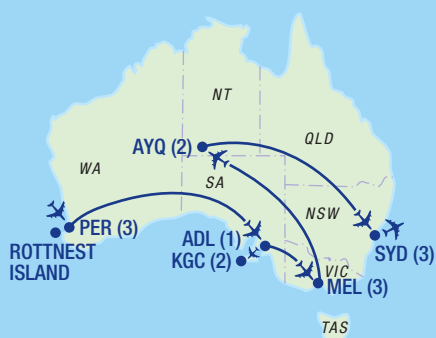 NT
QLD
AYQ (2)
WA
SA
NSW
PER (3)
ROTTNEST
ISLAND
ADL (1)
KGC (2)
SYD (3)
VIC
MEL (3)
TAS